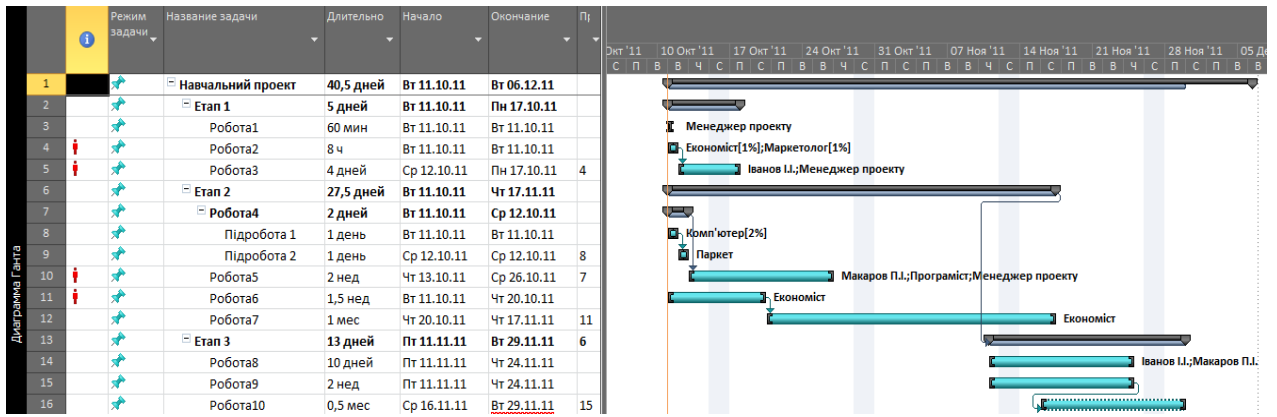 Режим задачи Название задачи Длительно Начало Окончание Пр
Окт '11 10 Окт '11 17 Окт '11 24 Окт '11 31 Окт '11 07 Ноя '11 14 Ноя '11 21 Ноя '11 28 Ноя '11 05 Де
С П В В Ч С П В В Ч С П В В Ч С П В В Ч С П В В Ч С П В В
Диаграмма Ганта
1 Навчальний проект 40,5 дней Вт 11.10.11 Вт 06.12.11
2 Етап 1 5 дней Вт 11.10.11 Пн 17.10.11
3 Робота1 60 мин Вт 11.10.11 Вт 11.10.11 Менеджер проекту
4 Робота2 8 ч Вт 11.10.11 Вт 11.10.11 Економіст[1%];Маркетолог[1%]
5 Робота3 4 дней Ср 12.10.11 Пн 17.10.11 4 Іванов І.І.;Менеджер проекту
6 Етап 2 27,5 дней Вт 11.10.11 Чт 17.11.11
7 Робота4 2 дней Вт 11.10.11 Ср 12.10.11
8 Підробота 1 1 день Вт 11.10.11 Вт 11.10.11 Комп'ютер[2%]
9 Підробота 2 1 день Ср 12.10.11 Ср 12.10.11 8 Паркет
10 Робота5 2 нед Чт 13.10.11 Ср 26.10.11 7 Макаров П.І.;Програміст;Менеджер проекту
11 Робота6 1,5 нед Вт 11.10.11 Чт 20.10.11 Економіст
12 Робота7 1 мес Чт 20.10.11 Чт 17.11.11 11 Економіст
13 Етап 3 13 дней Пт 11.11.11 Вт 29.11.11 6
14 Робота8 10 дней Пт 11.11.11 Чт 24.11.11 Іванов І.І.;Макаров П.І.
15 Робота9 2 нед Пт 11.11.11 Чт 24.11.11
16 Робота10 0,5 мес Ср 16.11.11 Вт 29.11.11 15